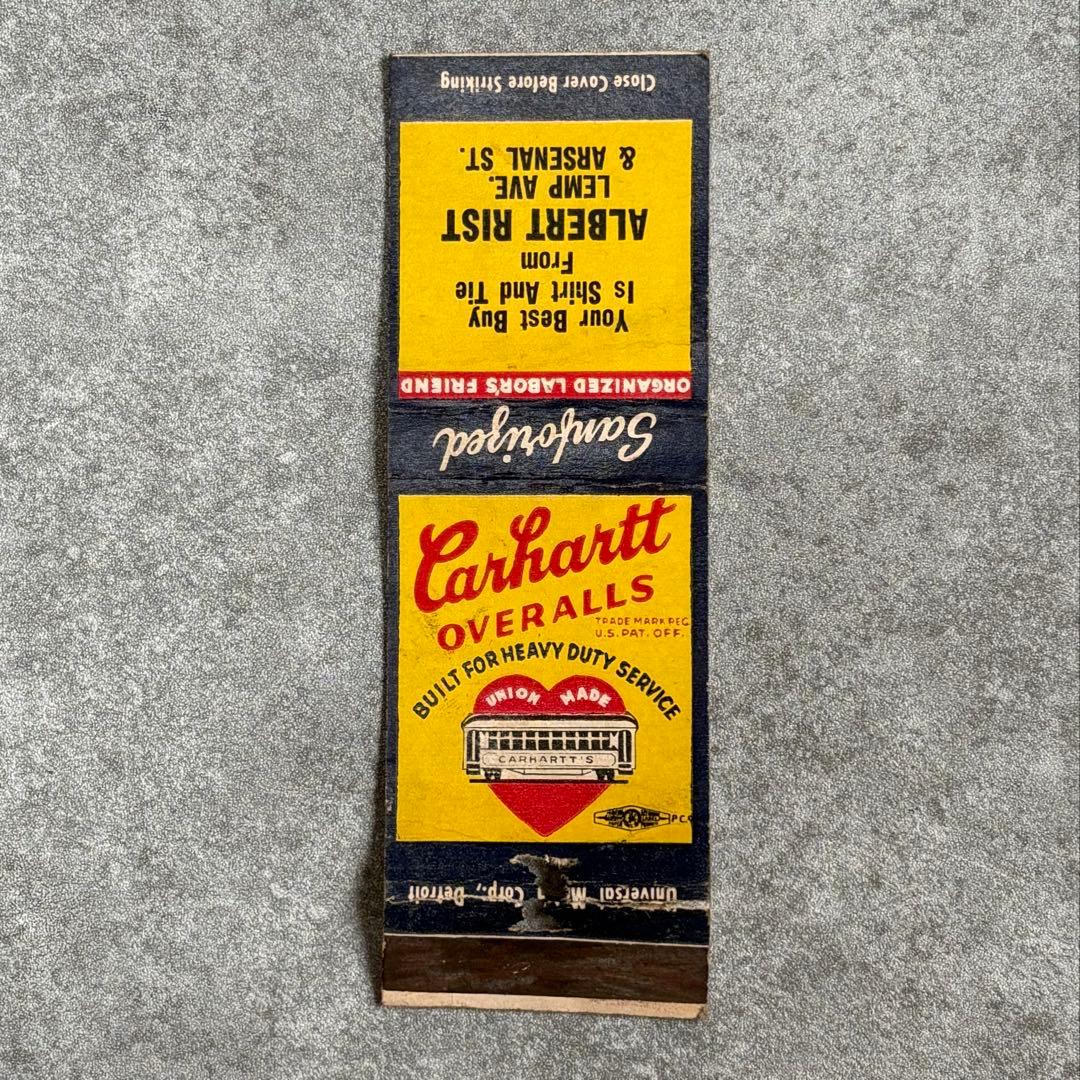 Close Cover Before Striking
Your Best Buy
Is Shirt And Tie
From
ALBERT RIST
LEMP AVE.
& ARSENAL ST.
ORGANIZED LABOR'S FRIEND
Sanforized
Carhartt
OVERALLS
TRADE MARK REG.
U.S. PAT. OFF.
BUILT FOR HEAVY DUTY SERVICE
UNION MADE
CARHARTT'S
Universal Corp., Detroit